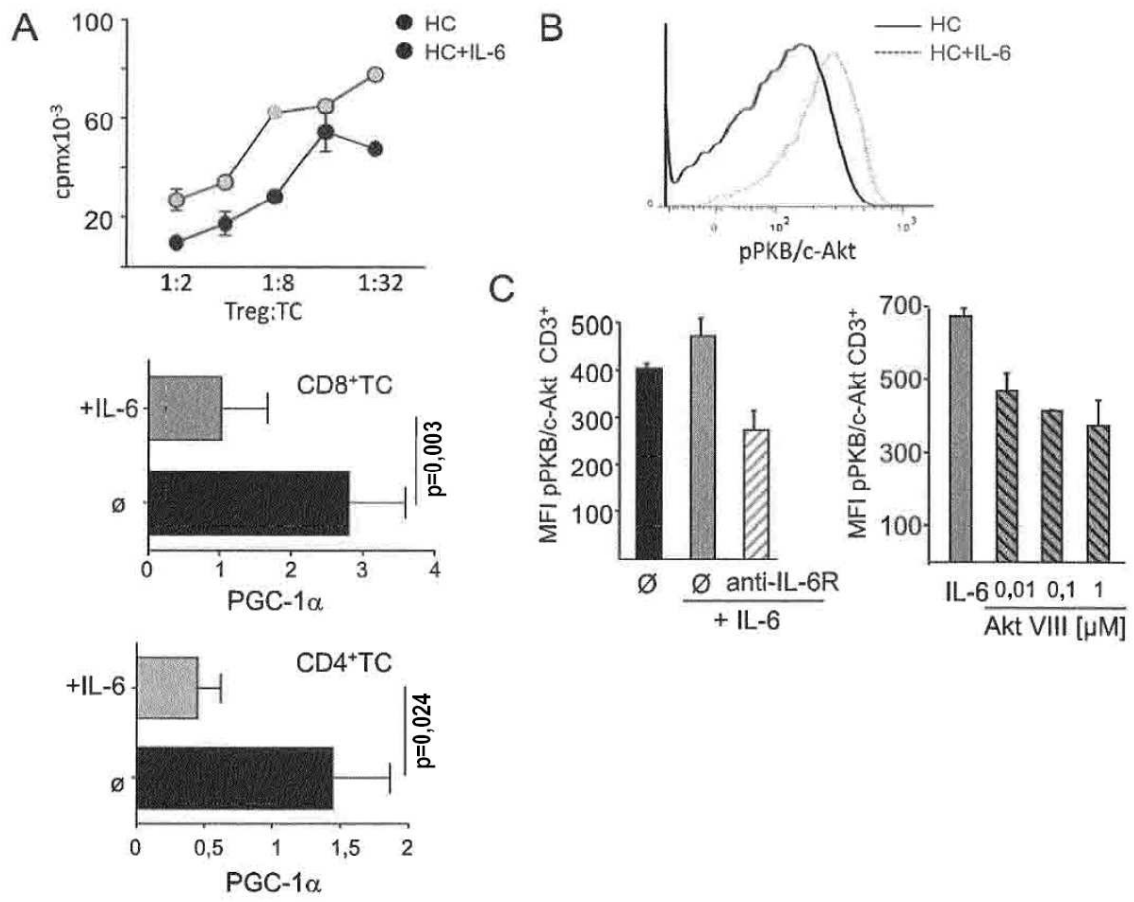 A
100
60
20
cpmx10-3
HC
HC+IL-6
1:2 1:8 1:32
Treg:TC
B
HC
HC+IL-6
0
0 10² 10³
pPKB/c-Akt
CD8+TC
+IL-6
ø
p=0,003
0 1 2 3 4
PGC-1α
CD4+TC
+IL-6
ø
p=0,024
0 0,5 1 1,5 2
PGC-1α
C
MFI pPKB/c-Akt CD3+
500
400
300
200
100
Ø Ø anti-IL-6R
+ IL-6
MFI pPKB/c-Akt CD3+
700
500
300
100
IL-6 0,01 0,1 1
Akt VIII [µM]